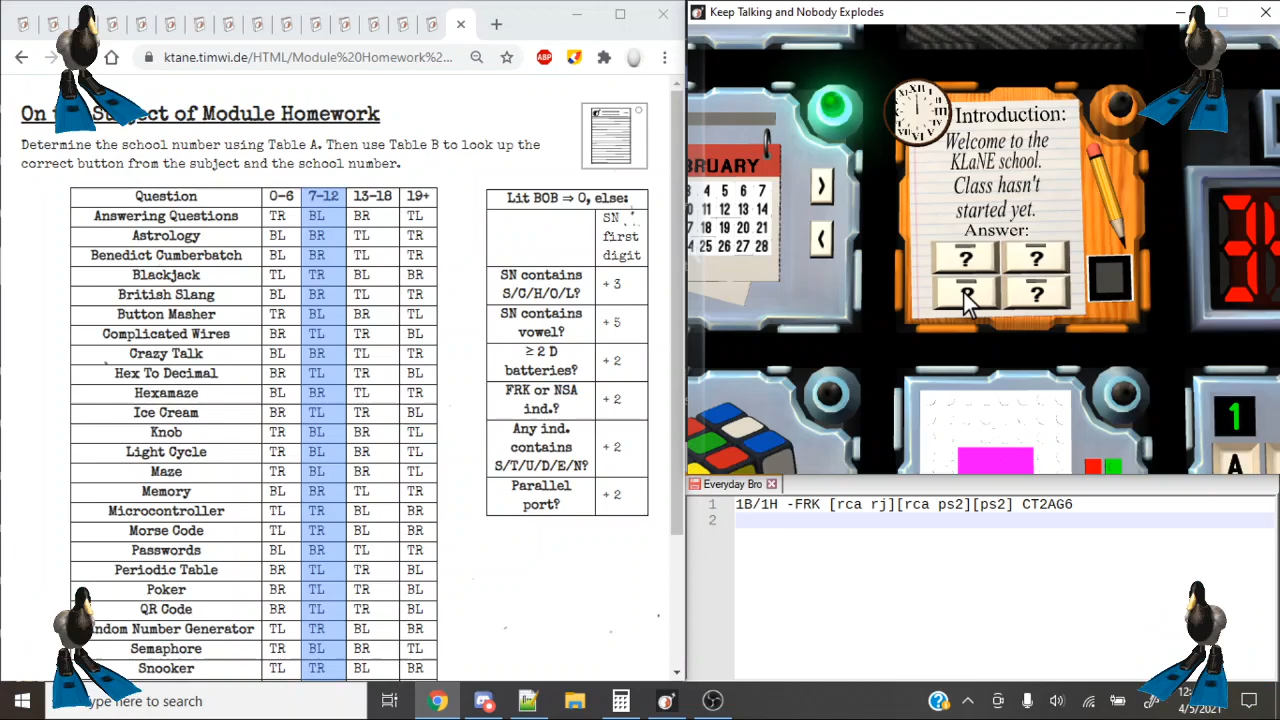 ktane.timwi.de/HTML/Module%20Homework%2...
ABP
On Subject of Module Homework
Determine the school number using Table A. Then use Table B to look up the
correct button from the subject and the school number.
Question 0-6 7-12 13-18 19+
Answering Questions TR BL BR TL
Astrology BL BR TL TR
Benedict Cumberbatch BL BR TL TR
Blackjack TL TR BL BR
British Slang BL BR TL TR
Button Masher BR TL TR BL
Complicated Wires BR TL TR BL
Crazy Talk BL BR TL TR
Hex To Decimal BR TL TR BL
Hexamaze BL BR TL TR
Ice Cream BR TL TR BL
Knob TR BL BR TL
Light Cycle TR BL BR TL
Maze TR BL BR TL
Memory BL BR TL TR
Microcontroller TL TR BL BR
Morse Code TL TR BL BR
Passwords BL BR TL TR
Periodic Table BR TL TR BL
Poker BR TL TR BL
QR Code BR TL TR BL
Number Generator TL TR BL BR
Semaphore TR BL BR TL
Snooker TL TR BL BR
Lit BOB ⇒ 0, else:
SN
first
digit
SN contains
S/C/H/O/L? + 3
SN contains
vowel? + 5
≥ 2 D
batteries? + 2
FRK or NSA
ind.? + 2
Any ind.
contains
S/T/U/D/E/N? + 2
Parallel
port? + 2
Keep Talking and Nobody Explodes
BRUARY
3 4 5 6 7
10 11 12 13 14
17 18 19 20 21
4 25 26 27 28
XII
Introduction:
Welcome to the
KLaNE school.
Class hasn't
started yet.
Answer:
? ?
? ?
1
A
Everyday Bro
1 1B/1H -FRK [rca rj][rca ps2][ps2] CT2AG6
2
ype here to search
12:
4/5/2021